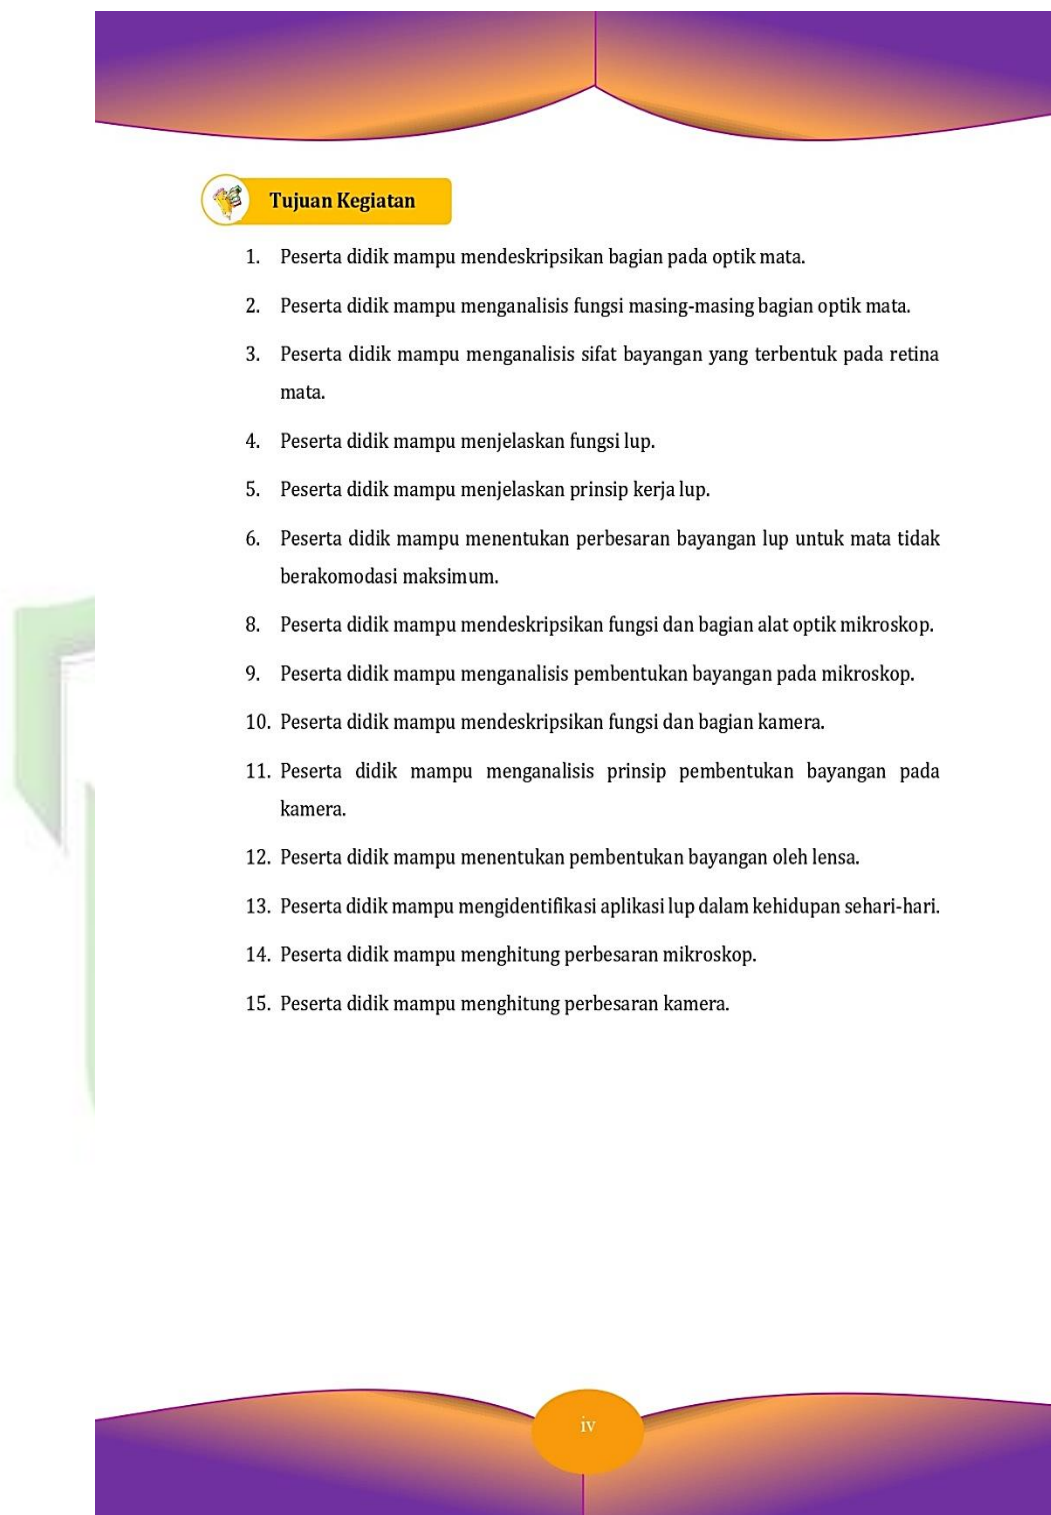 Tujuan Kegiatan
1. Peserta didik mampu mendeskripsikan bagian pada optik mata.
2. Peserta didik mampu menganalisis fungsi masing-masing bagian optik mata.
3. Peserta didik mampu menganalisis sifat bayangan yang terbentuk pada retina
mata.
4. Peserta didik mampu menjelaskan fungsi lup.
5. Peserta didik mampu menjelaskan prinsip kerja lup.
6. Peserta didik mampu menentukan perbesaran bayangan lup untuk mata tidak
berakomodasi maksimum.
8. Peserta didik mampu mendeskripsikan fungsi dan bagian alat optik mikroskop.
9. Peserta didik mampu menganalisis pembentukan bayangan pada mikroskop.
10. Peserta didik mampu mendeskripsikan fungsi dan bagian kamera.
11. Peserta didik mampu menganalisis prinsip pembentukan bayangan pada
kamera.
12. Peserta didik mampu menentukan pembentukan bayangan oleh lensa.
13. Peserta didik mampu mengidentifikasi aplikasi lup dalam kehidupan sehari-hari.
14. Peserta didik mampu menghitung perbesaran mikroskop.
15. Peserta didik mampu menghitung perbesaran kamera.
iv